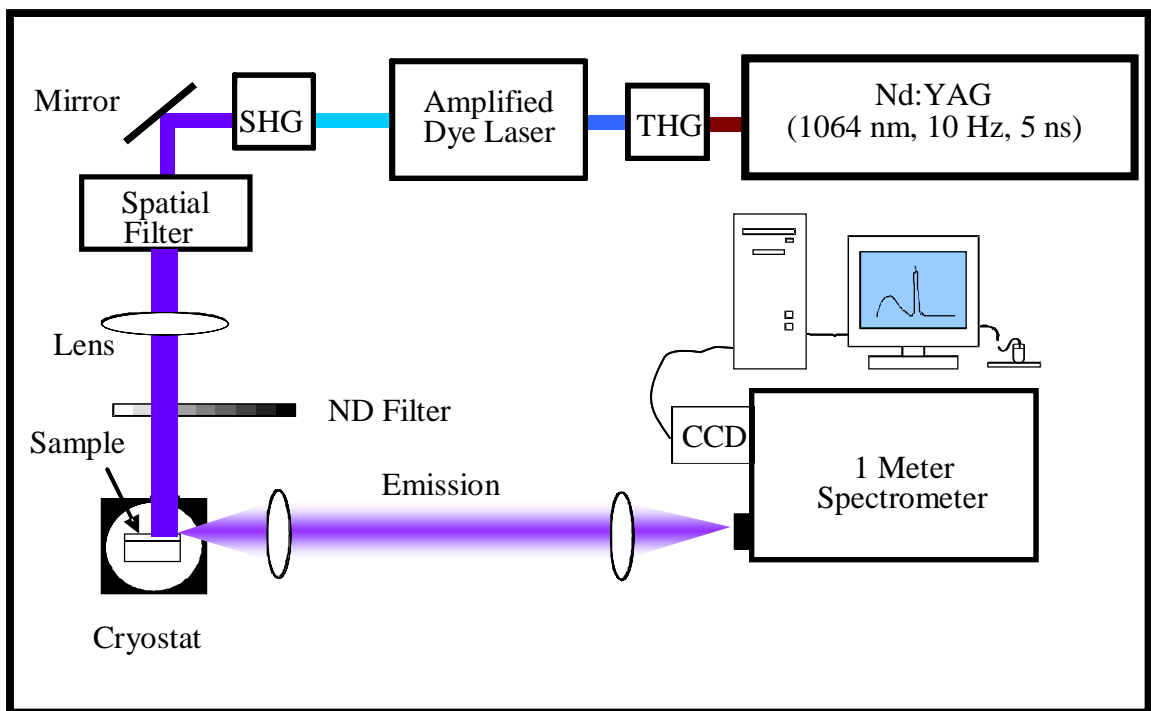 Mirror
SHG
Amplified
Dye Laser
THG
Nd:YAG
(1064 nm, 10 Hz, 5 ns)
Spatial
Filter
Lens
ND Filter
Sample
CCD
1 Meter
Spectrometer
Emission
Cryostat